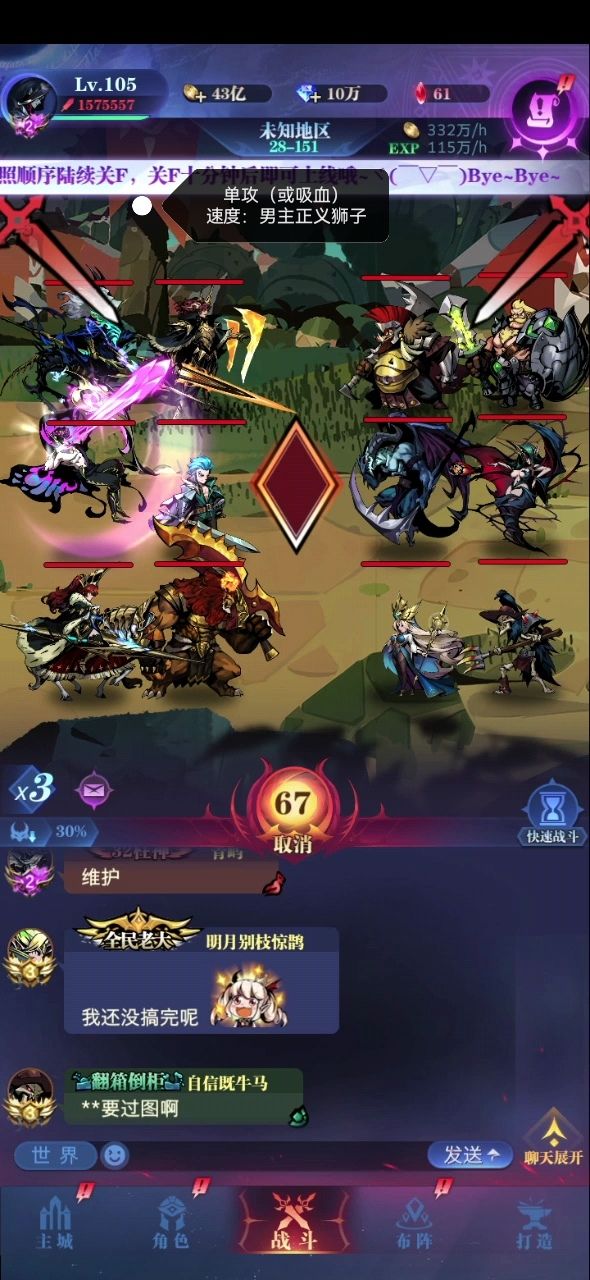 Lv.105
1575557
2
43亿
10万
61
未知地区
28-151
332万/h
EXP 115万/h
照顺序陆续关F，关F十分钟后即可上线哦~ヽ(￣▽￣)Bye~Bye~
单攻（或吸血）
速度：男主正义狮子
x3
67
取消
快速战斗
30%
2
维护
全民老大 明月别枝惊鹊
3
我还没搞完呢
翻箱倒柜 自信既牛马
3
**要过图啊
世界
发送
聊天展开
主城
角色
战斗
布阵
打造